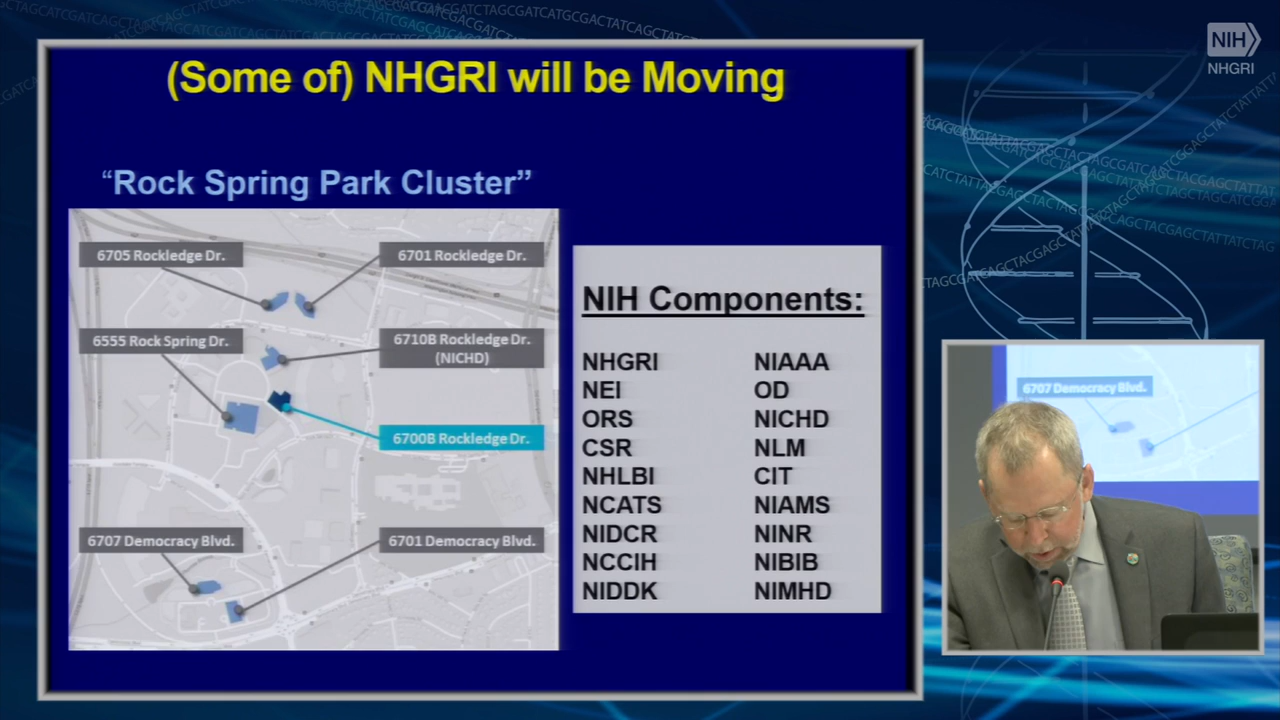 NIH
NHGRI
(Some of) NHGRI will be Moving
“Rock Spring Park Cluster”
6705 Rockledge Dr.
6701 Rockledge Dr.
6555 Rock Spring Dr.
6710B Rockledge Dr.
(NICHD)
6700B Rockledge Dr.
6707 Democracy Blvd.
6701 Democracy Blvd.
NIH Components:
NHGRI NIAAA
NEI OD
ORS NICHD
CSR NLM
NHLBI CIT
NCATS NIAMS
NIDCR NINR
NCCIH NIBIB
NIDDK NIMHD
6707 Democracy Blvd.